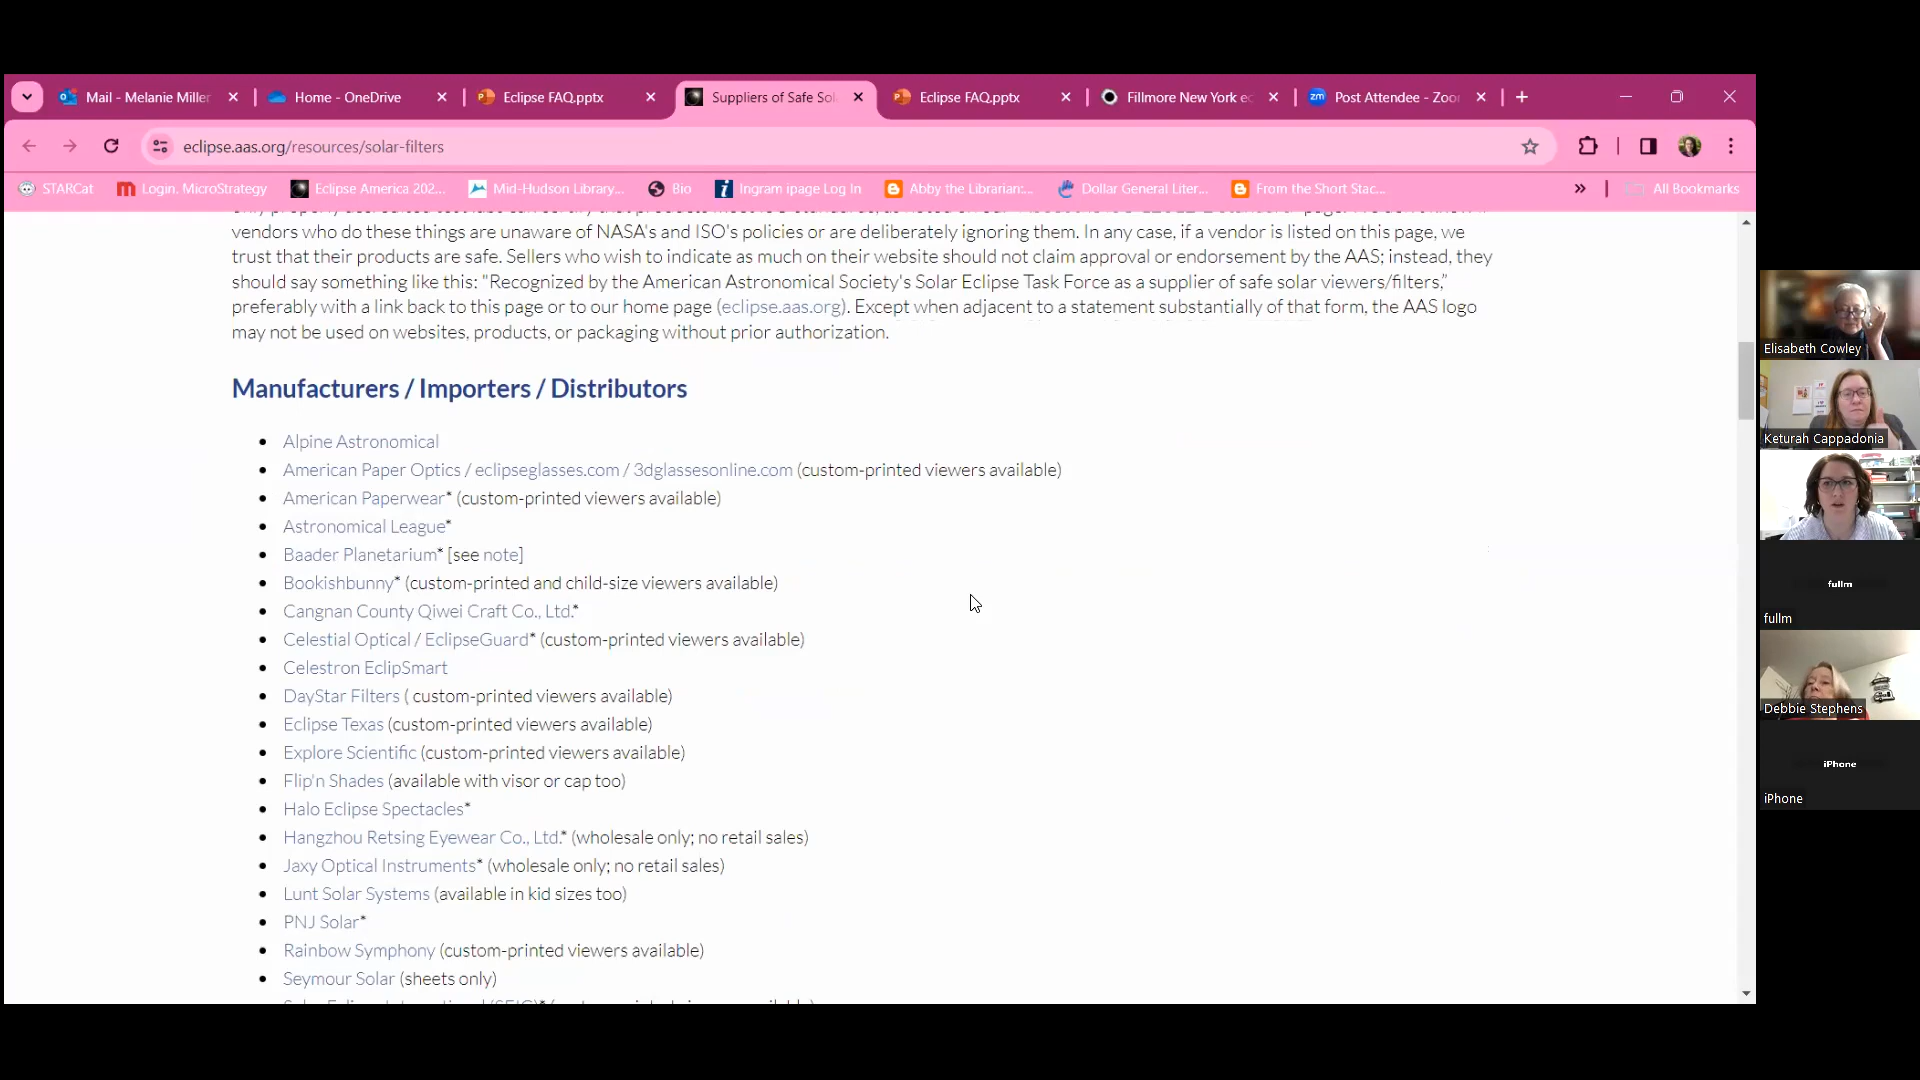 Mail - Melanie Miller
Home - OneDrive
Eclipse FAQ.pptx
Suppliers of Safe Sol
Eclipse FAQ.pptx
Fillmore New York ec
zm
Post Attendee - Zoo
eclipse.aas.org/resources/solar-filters
STARCat
Login. MicroStrategy
Eclipse America 202...
Mid-Hudson Library...
Bio
Ingram ipage Log In
Abby the Librarian:...
Dollar General Liter...
From the Short Stac...
All Bookmarks
vendors who do these things are unaware of NASA's and ISO's policies or are deliberately ignoring them. In any case, if a vendor is listed on this page, we
trust that their products are safe. Sellers who wish to indicate as much on their website should not claim approval or endorsement by the AAS; instead, they
should say something like this: "Recognized by the American Astronomical Society's Solar Eclipse Task Force as a supplier of safe solar viewers/filters,”
preferably with a link back to this page or to our home page (eclipse.aas.org). Except when adjacent to a statement substantially of that form, the AAS logo
may not be used on websites, products, or packaging without prior authorization.
Manufacturers / Importers / Distributors
• Alpine Astronomical
• American Paper Optics / eclipseglasses.com / 3dglassesonline.com (custom-printed viewers available)
• American Paperwear* (custom-printed viewers available)
• Astronomical League*
• Baader Planetarium* [see note]
• Bookishbunny* (custom-printed and child-size viewers available)
• Cangnan County Qiwei Craft Co., Ltd.*
• Celestial Optical / EclipseGuard* (custom-printed viewers available)
• Celestron EclipSmart
• DayStar Filters ( custom-printed viewers available)
• Eclipse Texas (custom-printed viewers available)
• Explore Scientific (custom-printed viewers available)
• Flip'n Shades (available with visor or cap too)
• Halo Eclipse Spectacles*
• Hangzhou Retsing Eyewear Co., Ltd.* (wholesale only; no retail sales)
• Jaxy Optical Instruments* (wholesale only; no retail sales)
• Lunt Solar Systems (available in kid sizes too)
• PNJ Solar*
• Rainbow Symphony (custom-printed viewers available)
• Seymour Solar (sheets only)
Elisabeth Cowley
Keturah Cappadonia
fullm
fullm
Debbie Stephens
iPhone
iPhone